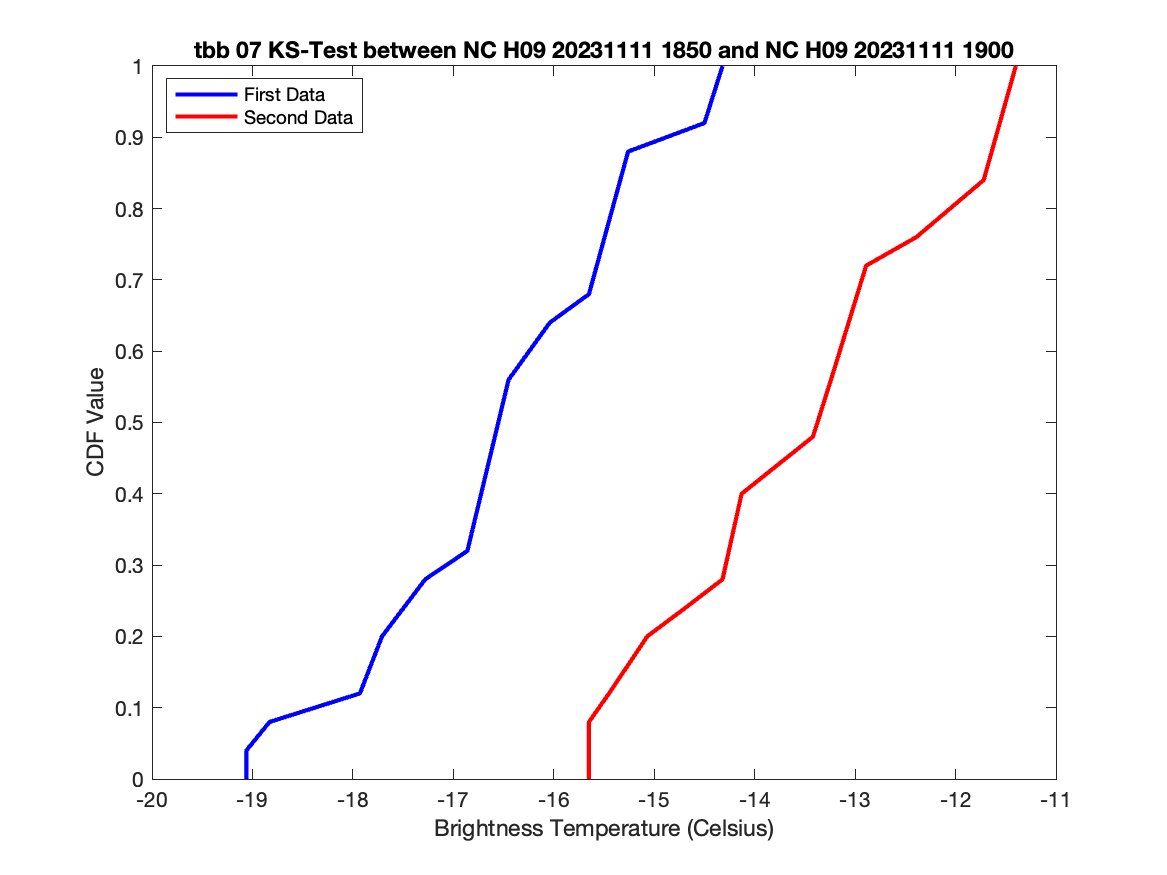 tbb 07 KS-Test between NC H09 20231111 1850 and NC H09 20231111 1900
First Data
Second Data
1
0.9
0.8
0.7
0.6
0.5
0.4
0.3
0.2
0.1
0
CDF Value
-20 -19 -18 -17 -16 -15 -14 -13 -12 -11
Brightness Temperature (Celsius)